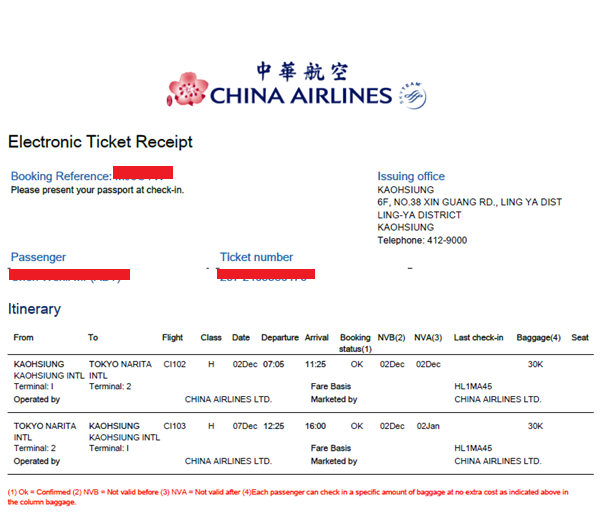 中華航空
CHINA AIRLINES
SKYTEAM
Electronic Ticket Receipt
Booking Reference:
Please present your passport at check-in.
Issuing office
KAOHSIUNG
6F, NO.38 XIN GUANG RD., LING YA DIST
LING-YA DISTRICT
KAOHSIUNG
Telephone: 412-9000
Passenger Ticket number
Itinerary
From To Flight Class Date Departure Arrival Booking status(1) NVB(2) NVA(3) Last check-in Baggage(4) Seat
KAOHSIUNG TOKYO NARITA CI102 H 02Dec 07:05 11:25 OK 02Dec 02Dec 30K
KAOHSIUNG INTL INTL
Terminal: I Terminal: 2 Fare Basis HL1MA45
Operated by CHINA AIRLINES LTD. Marketed by CHINA AIRLINES LTD.
TOKYO NARITA KAOHSIUNG CI103 H 07Dec 12:25 16:00 OK 02Dec 02Jan 30K
INTL KAOHSIUNG INTL
Terminal: 2 Terminal: I Fare Basis HL1MA45
Operated by CHINA AIRLINES LTD. Marketed by CHINA AIRLINES LTD.
(1) Ok = Confirmed (2) NVB = Not valid before (3) NVA = Not valid after (4)Each passenger can check in a specific amount of baggage at no extra cost as indicated above in
the column baggage.